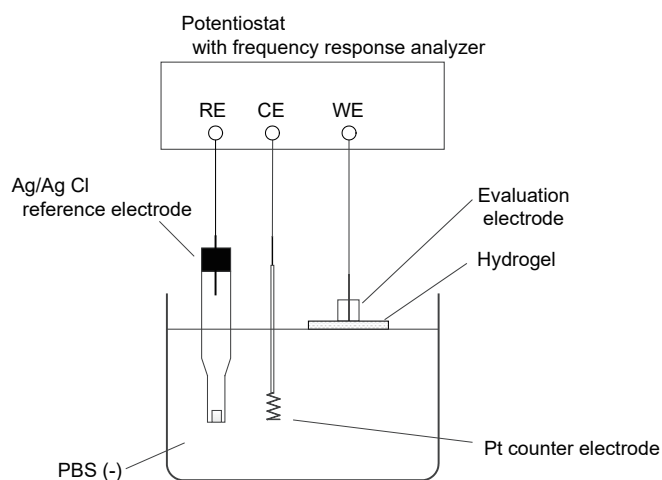 Potentiostat
with frequency response analyzer
RE CE WE
Ag/Ag Cl
reference electrode
Evaluation
electrode
Hydrogel
Pt counter electrode
PBS (-)